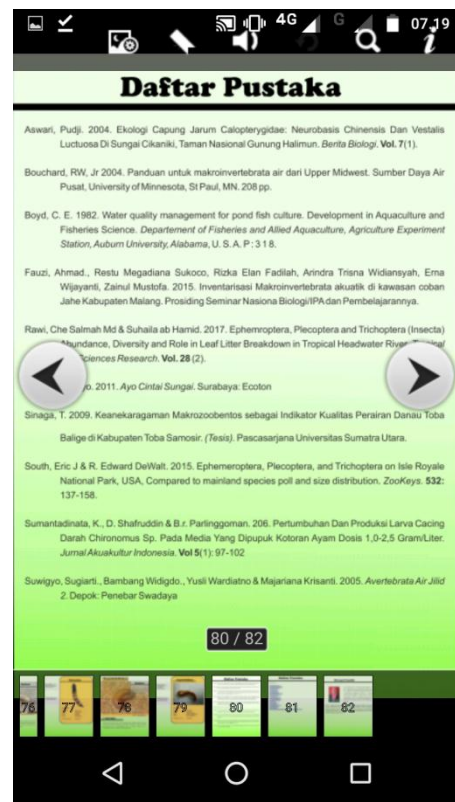 4G G 07.19
Daftar Pustaka
Aswari, Pudji. 2004. Ekologi Capung Jarum Calopterygidae: Neurobasis Chinensis Dan Vestalis
Luctuosa Di Sungai Cikaniki, Taman Nasional Gunung Halimun. Berita Biologi. Vol. 7(1).
Bouchard, RW, Jr 2004. Panduan untuk makroinvertebrata air dari Upper Midwest. Sumber Daya Air
Pusat, University of Minnesota, St Paul, MN. 208 pp.
Boyd, C. E. 1982. Water quality management for pond fish culture. Development in Aquaculture and
Fisheries Science. Departement of Fisheries and Allied Aquaculture, Agriculture Experiment
Station, Auburn University, Alabama, U. S. A. P : 3 1 8.
Fauzi, Ahmad., Restu Megadiana Sukoco, Rizka Elan Fadilah, Arindra Trisna Widiansyah, Erna
Wijayanti, Zainul Mustofa. 2015. Inventarisasi Makroinvertebrata akuatik di kawasan coban
Jahe Kabupaten Malang. Prosiding Seminar Nasiona Biologi/IPA dan Pembelajarannya.
Rawi, Che Salmah Md & Suhaila ab Hamid. 2017. Ephemroptera, Plecoptera and Trichoptera (Insecta)
Abundance, Diversity and Role in Leaf Litter Breakdown in Tropical Headwater River. Tropical
Sciences Research. Vol. 28 (2).
2011. Ayo Cintai Sungai. Surabaya: Ecoton
Sinaga, T. 2009. Keanekaragaman Makrozoobentos sebagai Indikator Kualitas Perairan Danau Toba
Balige di Kabupaten Toba Samosir. (Tesis). Pascasarjana Universitas Sumatra Utara.
South, Eric J & R. Edward DeWalt. 2015. Ephemeroptera, Plecoptera, and Trichoptera on Isle Royale
National Park, USA, Compared to mainland species poll and size distribution. ZooKeys. 532:
137-158.
Sumantadinata, K., D. Shafruddin & B.r. Parlinggoman. 206. Pertumbuhan Dan Produksi Larva Cacing
Darah Chironomus Sp. Pada Media Yang Dipupuk Kotoran Ayam Dosis 1,0-2,5 Gram/Liter.
Jurnal Akuakultur Indonesia. Vol 5(1): 97-102
Suwigyo, Sugiarti., Bambang Widigdo., Yusli Wardiatno & Majariana Krisanti. 2005. Avertebrata Air Jilid
2. Depok: Penebar Swadaya
80 / 82
76 77 78 79 80 81 82